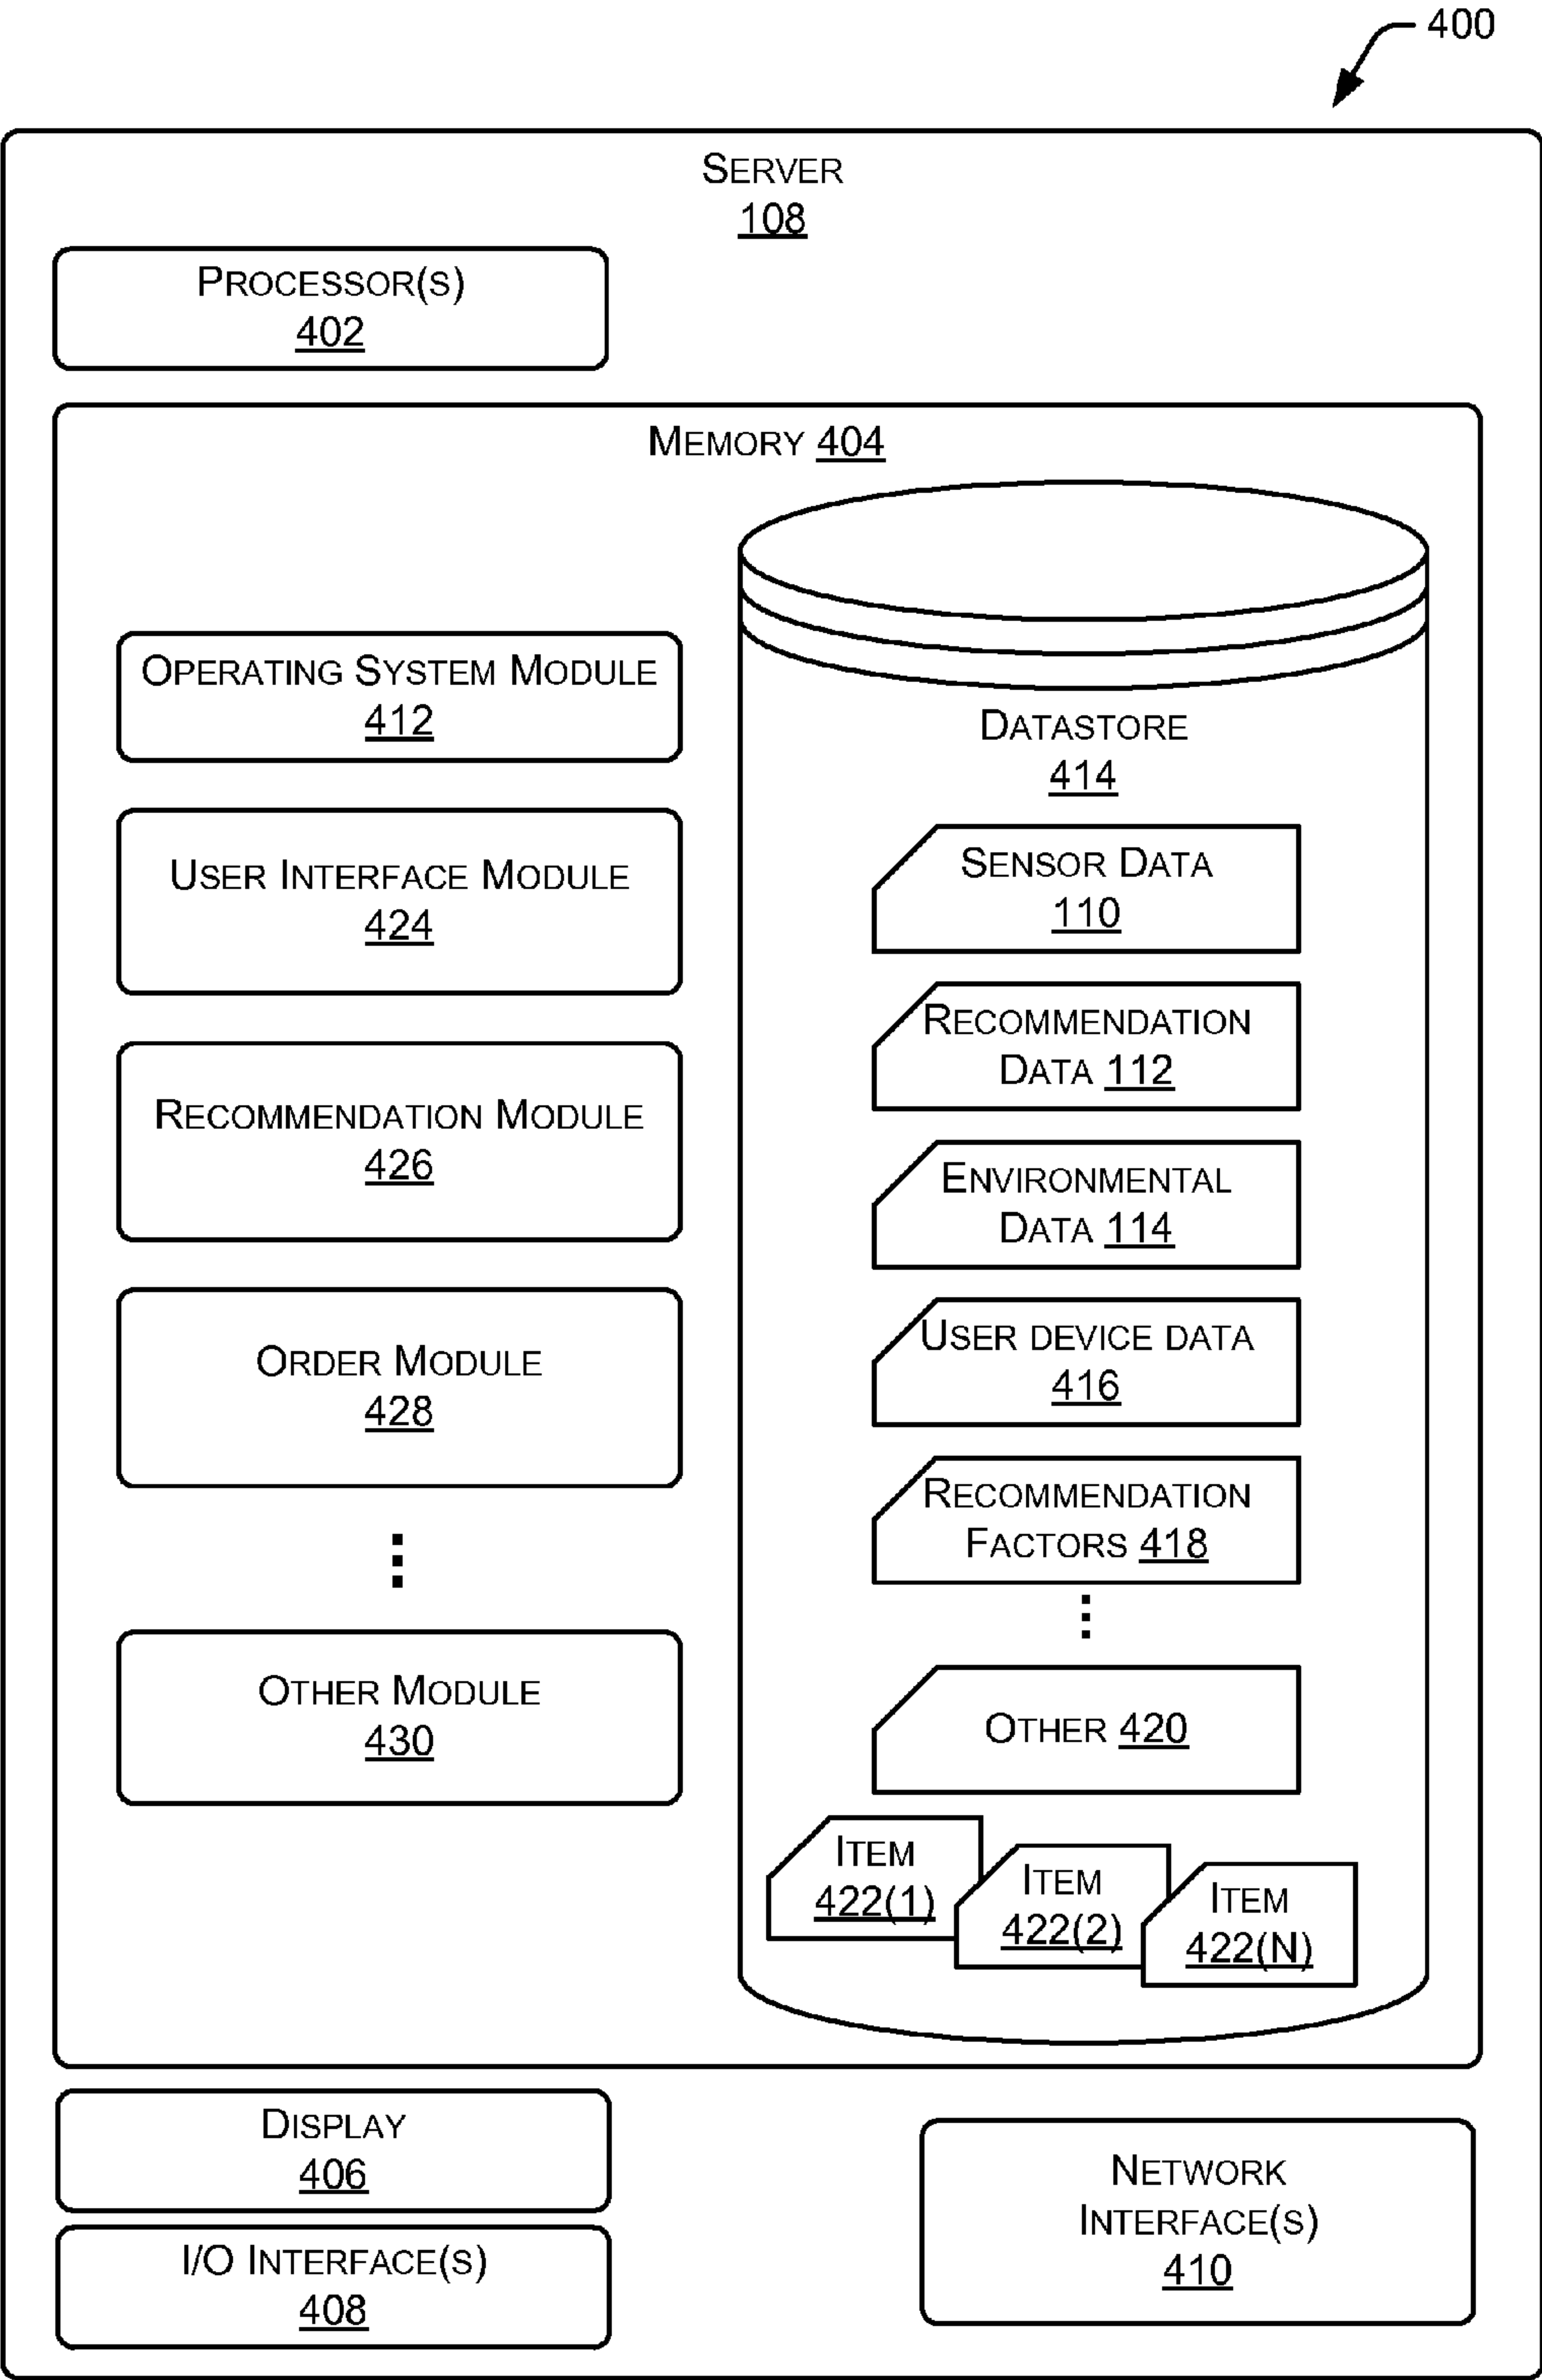 400
SERVER
108
PROCESSOR(S)
402
MEMORY 404
OPERATING SYSTEM MODULE
412
USER INTERFACE MODULE
424
RECOMMENDATION MODULE
426
ORDER MODULE
428
OTHER MODULE
430
DATASTORE
414
SENSOR DATA
110
RECOMMENDATION
DATA 112
ENVIRONMENTAL
DATA 114
USER DEVICE DATA
416
RECOMMENDATION
FACTORS 418
OTHER 420
ITEM
422(1)
ITEM
422(2)
ITEM
422(N)
DISPLAY
406
I/O INTERFACE(S)
408
NETWORK
INTERFACE(S)
410